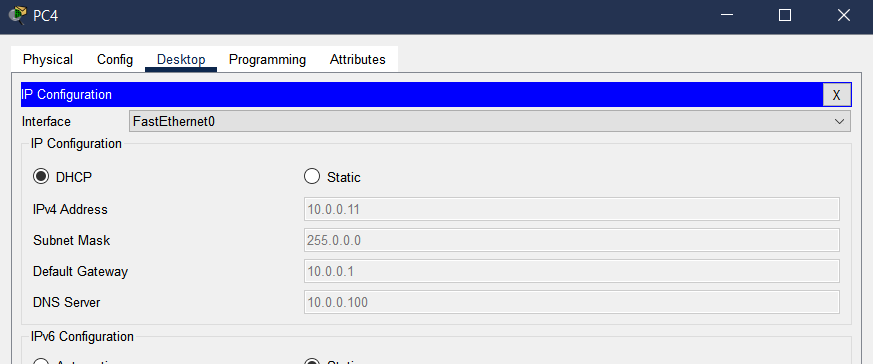 PC4
Physical Config Desktop Programming Attributes
IP Configuration X
Interface FastEthernet0
IP Configuration
DHCP Static
IPv4 Address 10.0.0.11
Subnet Mask 255.0.0.0
Default Gateway 10.0.0.1
DNS Server 10.0.0.100
IPv6 Configuration